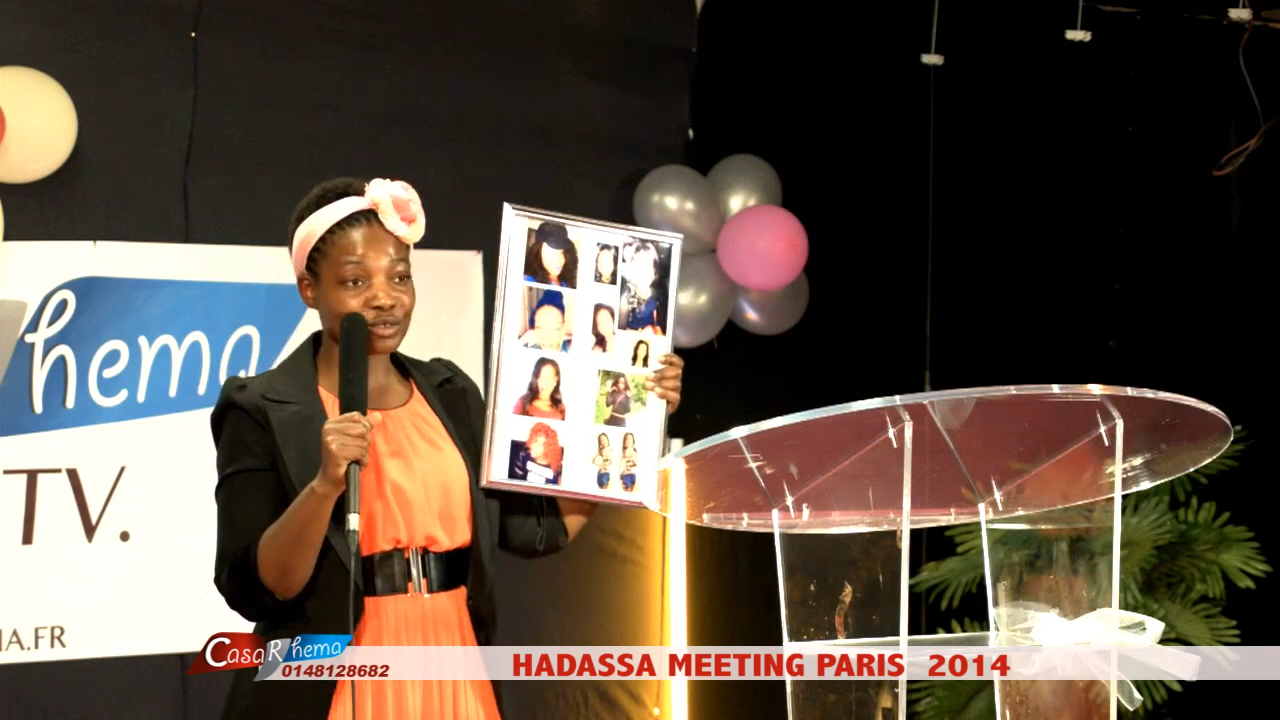 hema
TV.
IA.FR
CasaRhema
0148128682
HADASSA MEETING PARIS 2014